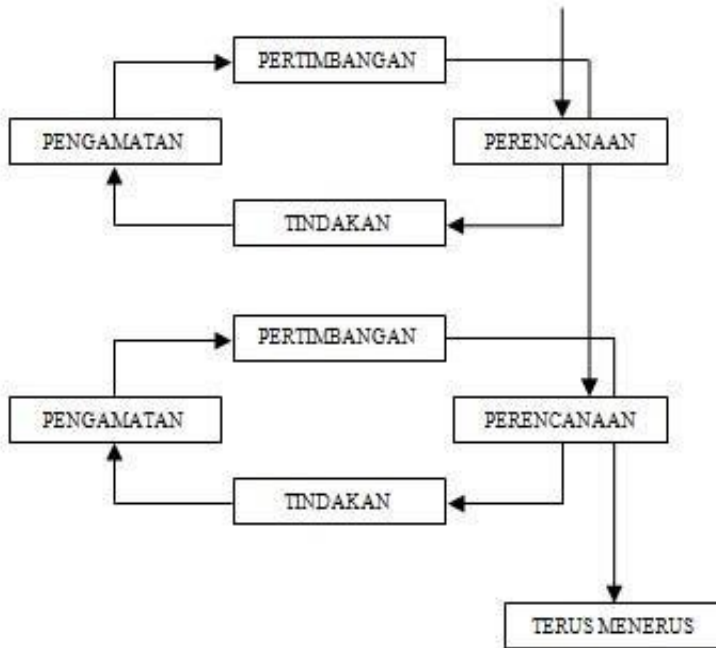 PERTIMBANGAN
PENGAMATAN
PERENCANAAN
TINDAKAN
PERTIMBANGAN
PENGAMATAN
PERENCANAAN
TINDAKAN
TERUS MENERUS